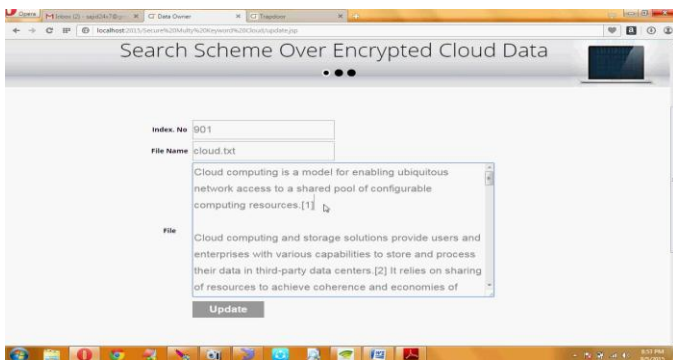 Opera
Data Owner
Trapdoor
Search Scheme Over Encrypted Cloud Data
Index. No 901
File Name cloud.txt
Cloud computing is a model for enabling ubiquitous
network access to a shared pool of configurable
computing resources.[1]
File
Cloud computing and storage solutions provide users and
enterprises with various capabilities to store and process
their data in third-party data centers.[2] It relies on sharing
of resources to achieve coherence and economies of
Update
8:51 PM